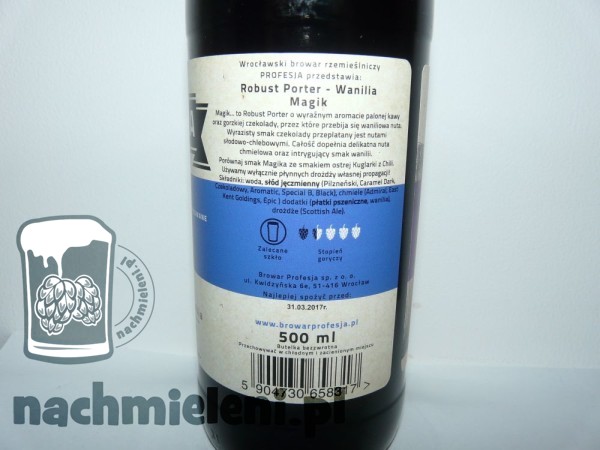 Wrocławski browar rzemieślniczy
PROFESJA przedstawia:
Robust Porter - Wanilia
Magik
Magik... to Robust Porter o wyraźnym aromacie palonej kawy
oraz gorzkiej czekolady, przez które przebija się waniliowa nuta.
Wyrazisty smak czekolady przeplatany jest nutami
słodowo-chlebowymi. Całość dopełnia delikatna nuta
chmielowa oraz intrygujący smak wanilii.
Porównaj smak Magika ze smakiem ostrej Kuglarki z Chili.
Używamy wyłącznie płynnych drożdży własnej propagacji
Składniki: woda, słód jęczmienny (Pilzneński, Caramel Dark,
Czekoladowy, Aromatic, Special B, Black), chmiele (Admiral, East
Kent Goldings, Epic ) dodatki (płatki pszeniczne, wanilia),
drożdże (Scottish Ale).
Zalecane
szkło
Stopień
goryczy
Browar Profesja sp. z o. o.
ul. Kwidzyńska 6e, 51-416 Wrocław
Najlepiej spożyć przed:
31.03.2017r.
www.browarprofesja.pl
500 ml
Butelka bezzwrotna
Przechowywać w chłodnym i zacienionym miejscu
5 904730 658317 >
A
nachmieleni.pl
nachmieleni.pl